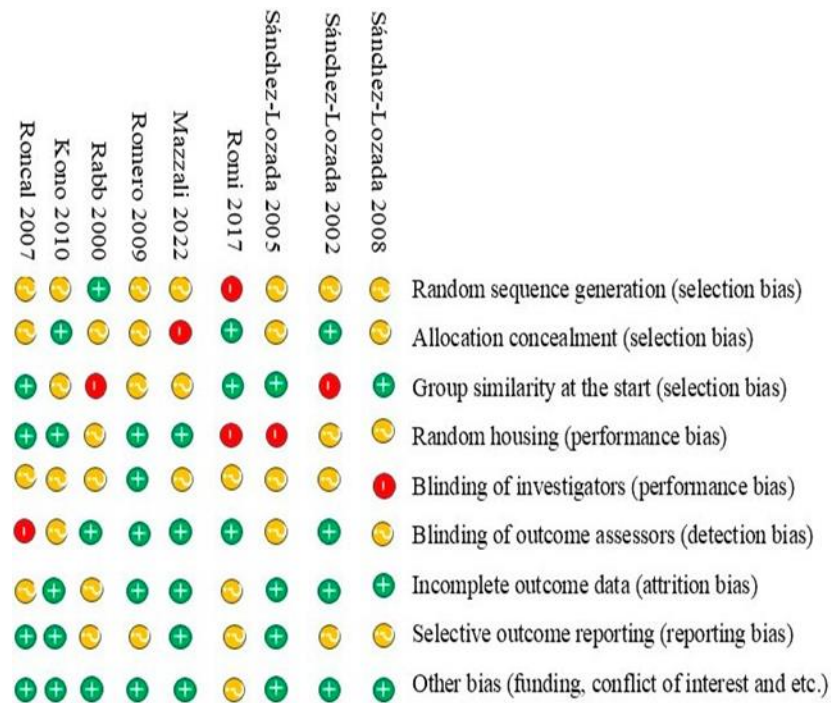 Roncal 2007
Kono 2010
Rabb 2000
Romero 2009
Mazzali 2022
Romi 2017
Sánchez-Lozada 2005
Sánchez-Lozada 2002
Sánchez-Lozada 2008
? ? + ? ? - ? ? ? Random sequence generation (selection bias)
? + ? ? - + ? + ? Allocation concealment (selection bias)
+ ? - ? ? + + - + Group similarity at the start (selection bias)
+ + ? + + - - ? ? Random housing (performance bias)
? ? ? + ? ? ? ? - Blinding of investigators (performance bias)
- ? + + + + ? + ? Blinding of outcome assessors (detection bias)
? + ? + + ? + + + Incomplete outcome data (attrition bias)
+ + ? ? + ? + ? ? Selective outcome reporting (reporting bias)
+ + + + + ? + + + Other bias (funding, conflict of interest and etc.)